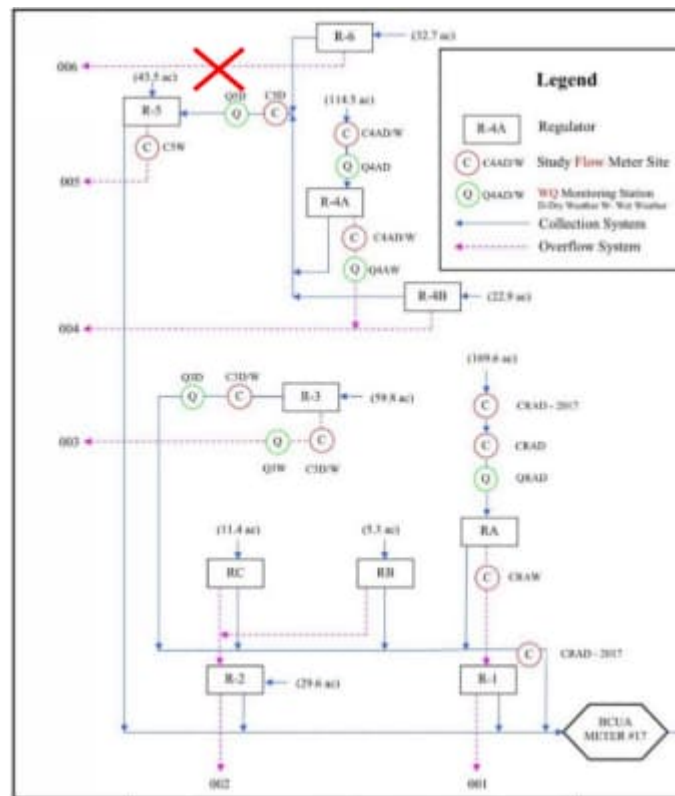 R-6
(32.7 ac)
006
(43.5 ac)
R-5
Q5D
C5D
Q
C
(114.5 ac)
C
C5W
005
C
C4AD/W
Q
Q4AD
R-4A
C
C4AD/W
Q
Q4AW
R-4B
(22.9 ac)
004
Legend
R-4A
Regulator
C
C4AD/W
Study Flow Meter Site
Q
Q4AD/W
WQ Monitoring Station
D-Dry Weather W- Wet Weather
Collection System
Overflow System
Q3D
C3D/W
Q
C
R-3
(59.8 ac)
003
Q
C
Q3W
C3D/W
(169.6 ac)
C
CRAD - 2017
C
CRAD
Q
QRAD
RA
C
CRAW
(11.4 ac)
RC
(5.3 ac)
RB
C
CRAD - 2017
R-2
(29.6 ac)
R-1
BCUA
METER #17
002
001